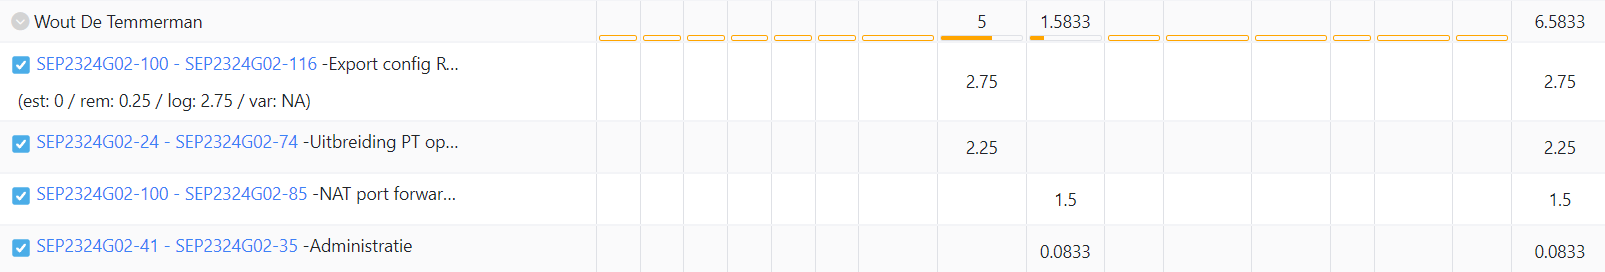 Wout De Temmerman 5 1.5833 6.5833
SEP2324G02-100 - SEP2324G02-116 -Export config R...
2.75 2.75
(est: 0 / rem: 0.25 / log: 2.75 / var: NA)
SEP2324G02-24 - SEP2324G02-74 -Uitbreiding PT op...
2.25 2.25
SEP2324G02-100 - SEP2324G02-85 -NAT port forwar...
1.5 1.5
SEP2324G02-41 - SEP2324G02-35 -Administratie
0.0833 0.0833